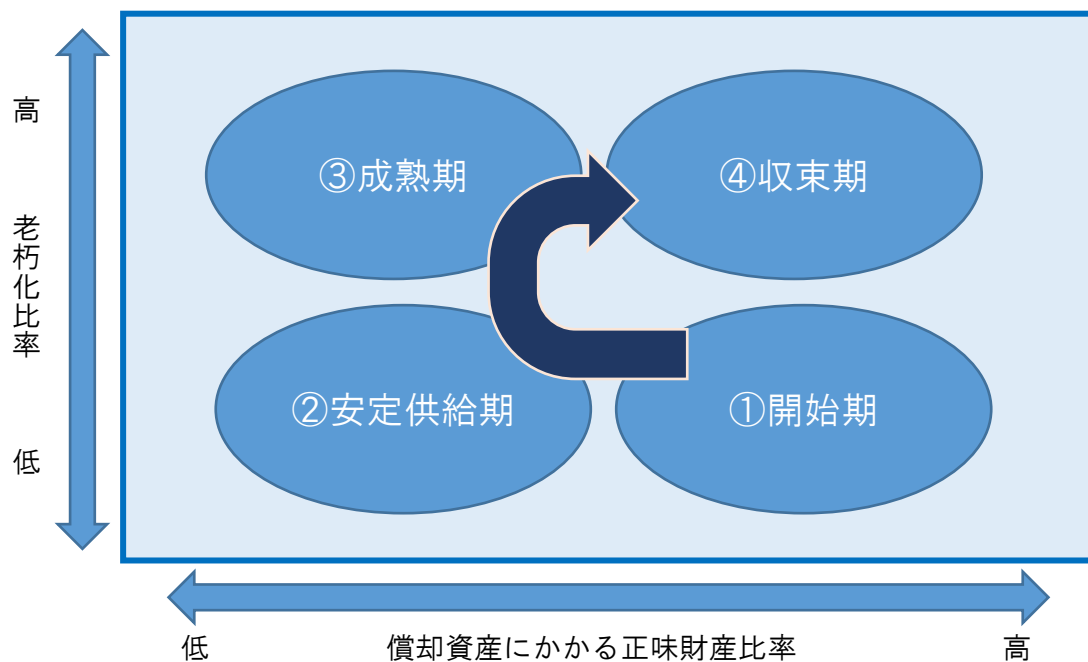 高
老朽化比率
低
③成熟期
④収束期
②安定供給期
①開始期
低
償却資産にかかる正味財産比率
高